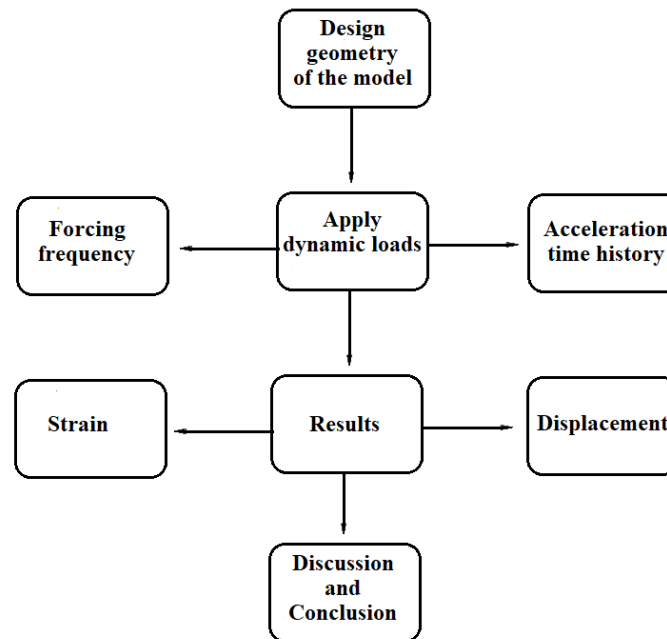 Design
geometry
of the model
Forcing
frequency
Apply
dynamic loads
Acceleration
time history
Strain
Results
Displacement
Discussion
and
Conclusion